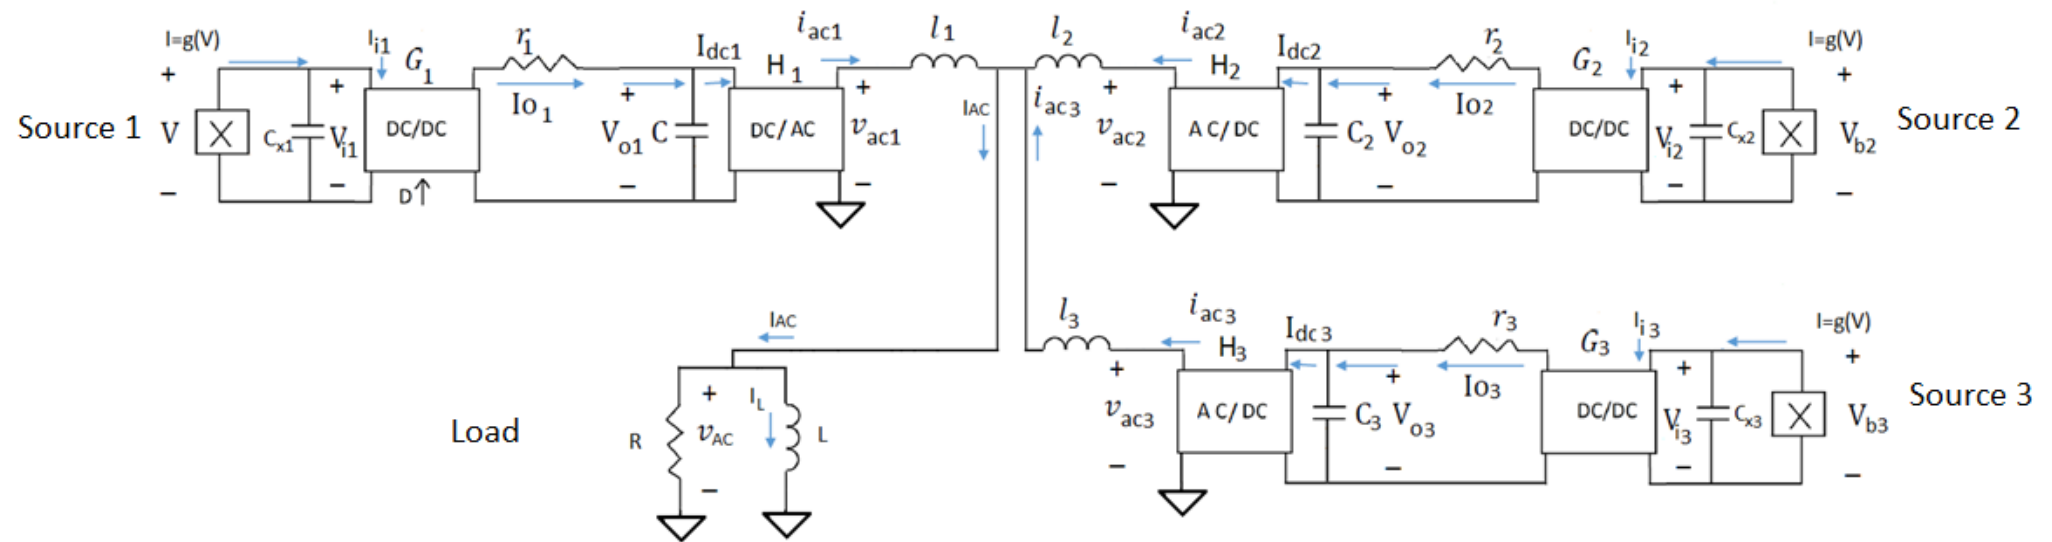 I=g(V)
+
Source 1
V
−
X
Cx1
+
Vi1
−
Ii1
G1
DC/DC
D↑
r1
Io1
+
Vo1
−
C
Idc1
H1
DC/AC
iac1
+
vac1
−
l1
l2
IAC
iac3
iac2
+
vac2
−
H2
AC/DC
Idc2
C2
+
Vo2
−
r2
Io2
G2
DC/DC
Ii2
+
Vi2
−
Cx2
X
I=g(V)
+
Vb2
−
Source 2
IAC
Load
R
+
vAC
−
IL
L
l3
iac3
+
vac3
−
H3
AC/DC
Idc3
C3
+
Vo3
−
r3
Io3
G3
DC/DC
Ii3
+
Vi3
−
Cx3
X
I=g(V)
+
Vb3
−
Source 3